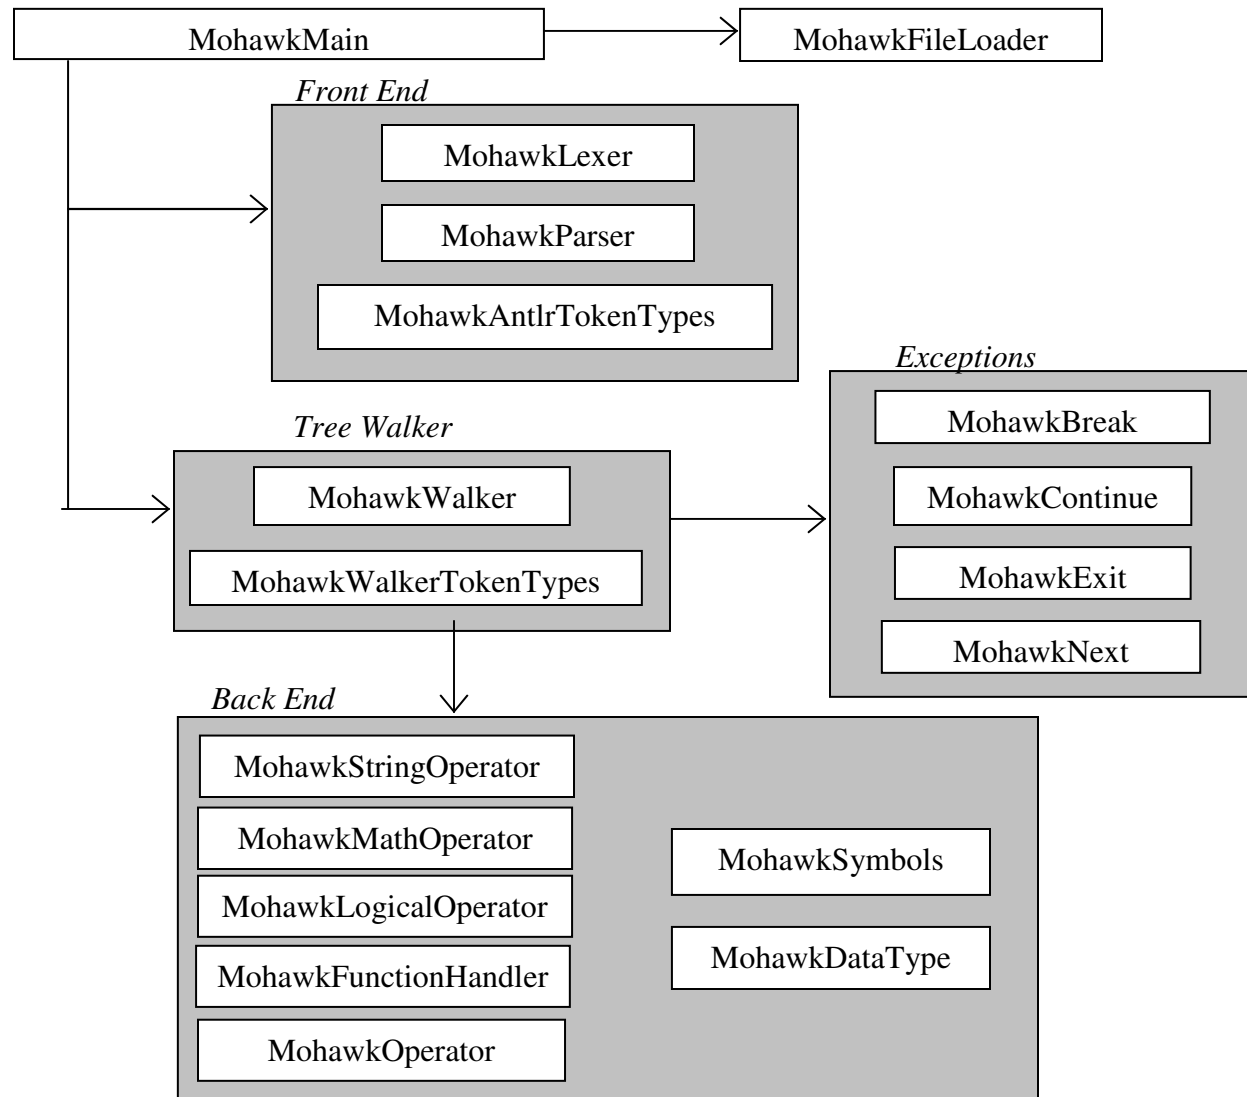 MohawkMain
MohawkFileLoader
Front End
MohawkLexer
MohawkParser
MohawkAntlrTokenTypes
Exceptions
MohawkBreak
MohawkContinue
MohawkExit
MohawkNext
Tree Walker
MohawkWalker
MohawkWalkerTokenTypes
Back End
MohawkStringOperator
MohawkMathOperator
MohawkLogicalOperator
MohawkFunctionHandler
MohawkOperator
MohawkSymbols
MohawkDataType